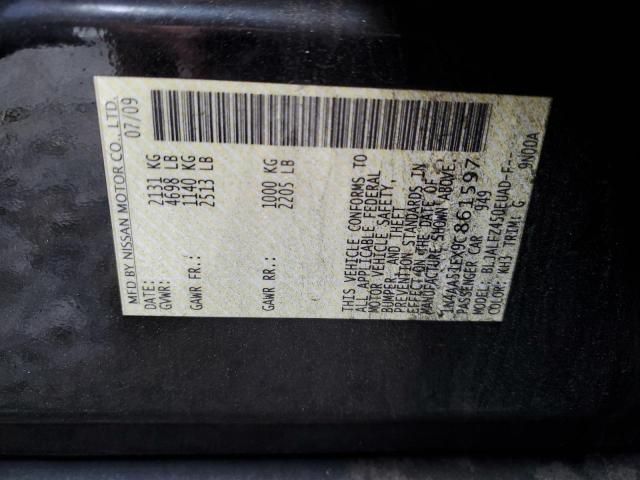 MFD BY NISSAN MOTOR CO., LTD.
DATE: 07/09
GVWR: 2131 KG
4698 LB
GAWR FR: 1140 KG
2513 LB
GAWR RR: 1000 KG
2205 LB
THIS VEHICLE CONFORMS TO
ALL APPLICABLE FEDERAL
MOTOR VEHICLE SAFETY,
BUMPER, AND THEFT
PREVENTION STANDARDS IN
EFFECT ON THE DATE OF
MANUFACTURE SHOWN ABOVE.
861597
PASSENGER CAR 949
MODEL: 
COLOR: KH3 TRIM: G 9ND0A